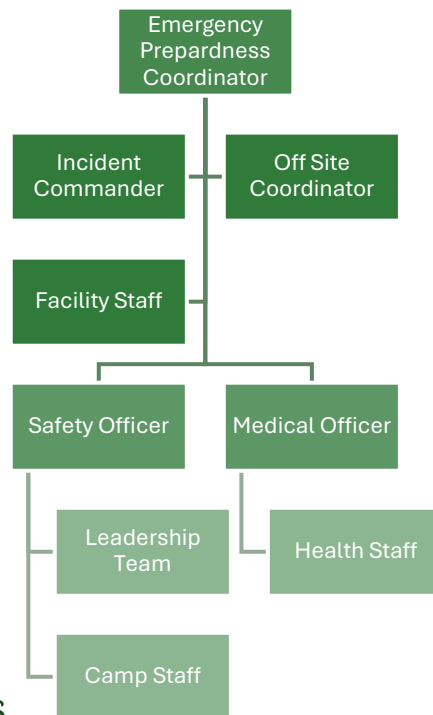 Emergency
Prepardness
Coordinator
Incident
Commander
Off Site
Coordinator
Facility Staff
Safety Officer
Medical Officer
Leadership
Team
Health Staff
Camp Staff